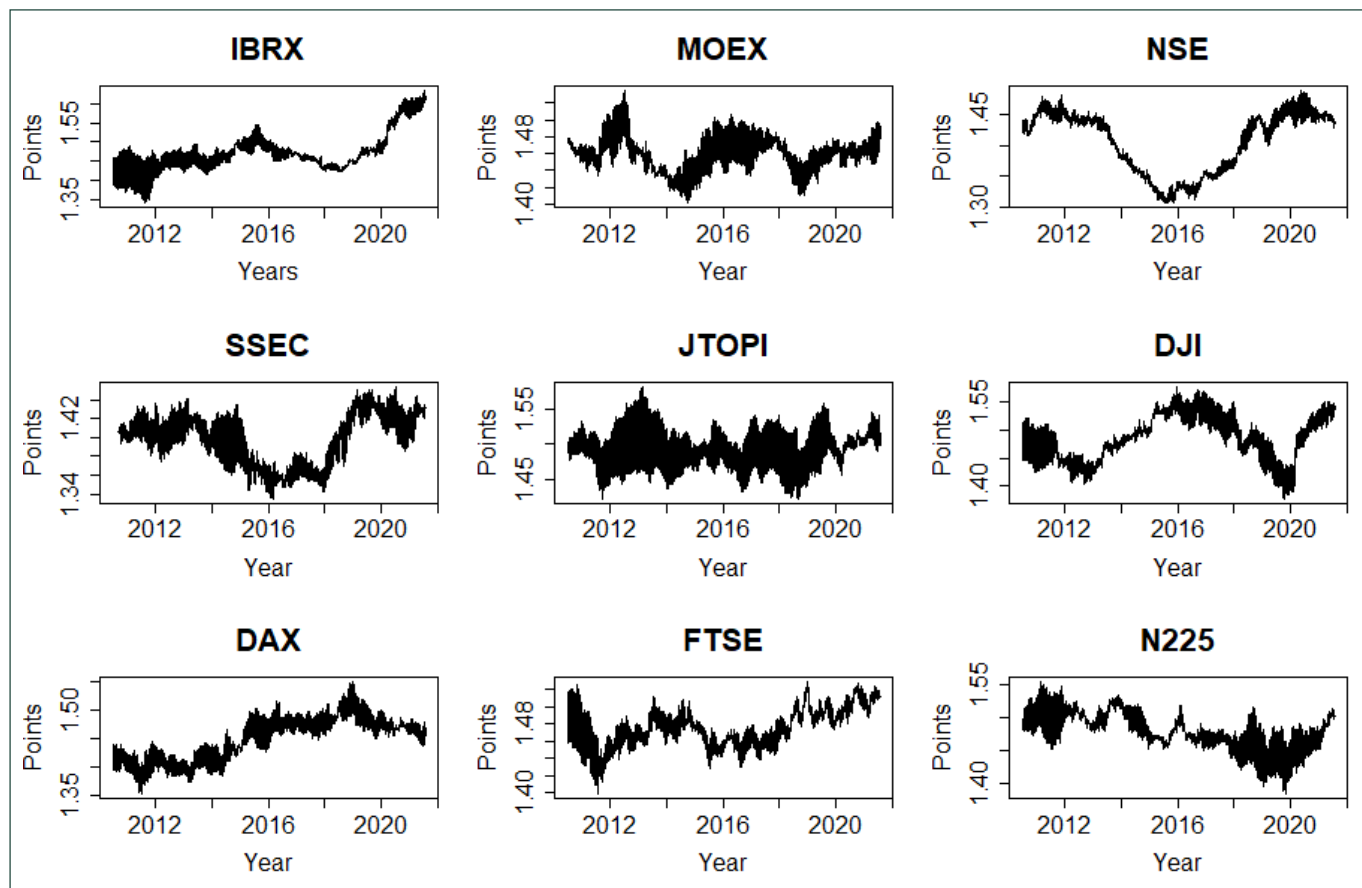 IBRX
Points
1.35
1.55
2012 2016 2020
Years
MOEX
Points
1.40
1.48
2012 2016 2020
Year
NSE
Points
1.30
1.45
2012 2016 2020
Year
SSEC
Points
1.34
1.42
2012 2016 2020
Year
JTOPI
Points
1.45
1.55
2012 2016 2020
Year
DJI
Points
1.40
1.55
2012 2016 2020
Year
DAX
Points
1.35
1.50
2012 2016 2020
Year
FTSE
Points
1.40
1.48
2012 2016 2020
Year
N225
Points
1.40
1.55
2012 2016 2020
Year